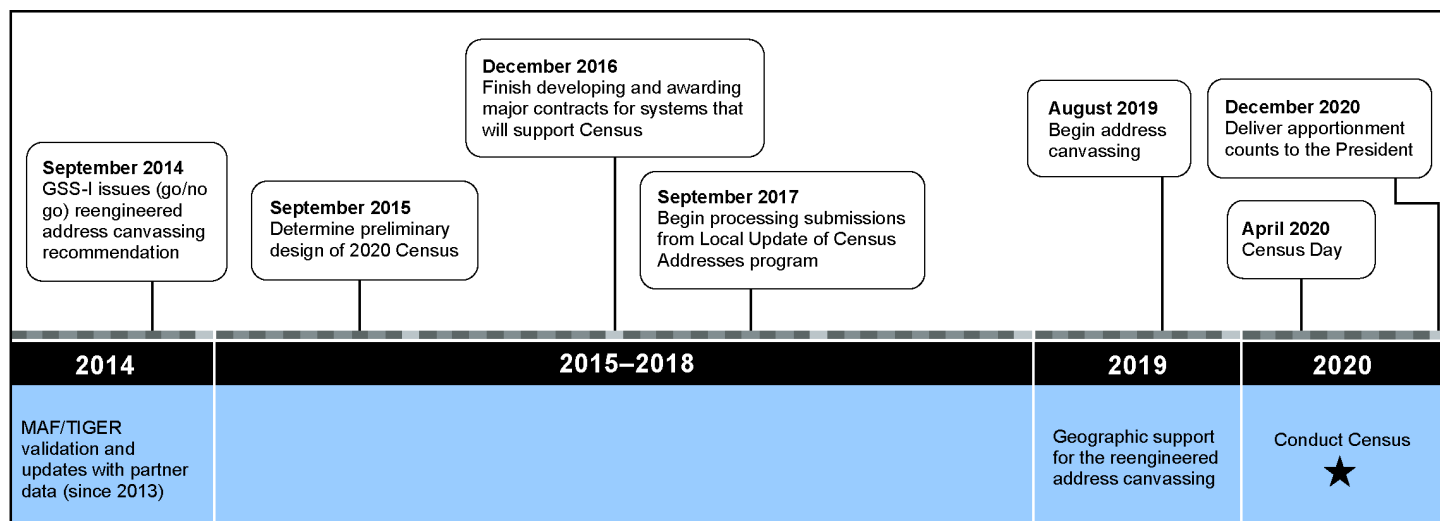 September 2014
GSS-I issues (go/no
go) reengineered
address canvassing
recommendation
September 2015
Determine preliminary
design of 2020 Census
December 2016
Finish developing and awarding
major contracts for systems that
will support Census
September 2017
Begin processing submissions
from Local Update of Census
Addresses program
August 2019
Begin address
canvassing
December 2020
Deliver apportionment
counts to the President
April 2020
Census Day
2014
2015–2018
2019
2020
MAF/TIGER
validation and
updates with partner
data (since 2013)
Geographic support
for the reengineered
address canvassing
Conduct Census